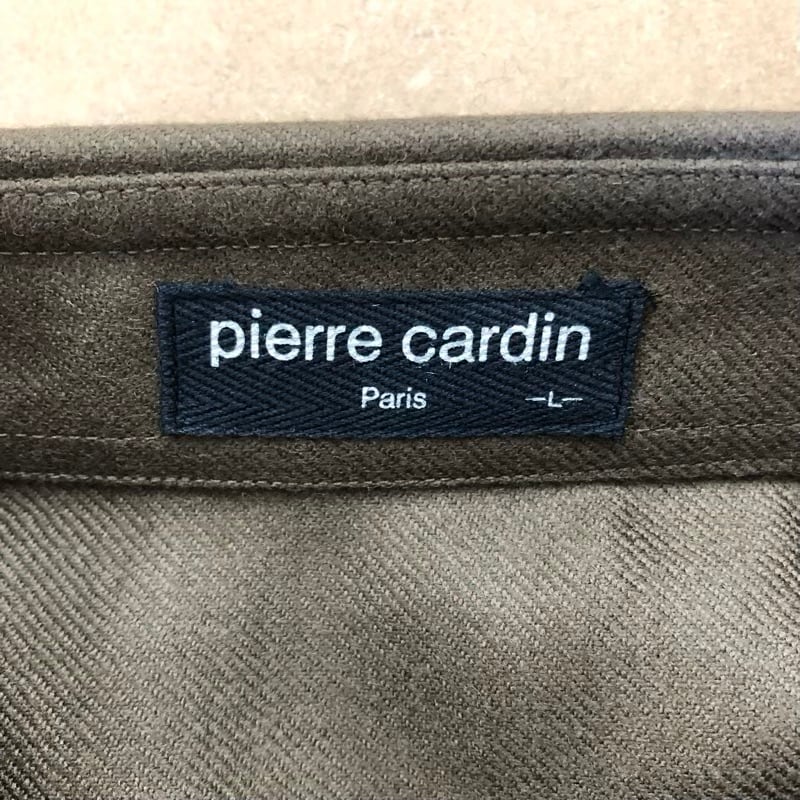 pierre cardin
Paris —L—